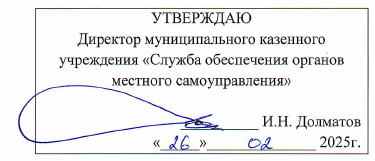 УТВЕРЖДАЮ
Директор муниципального казенного
учреждения «Служба обеспечения органов
местного самоуправления»
И.Н. Долматов
«26» 02 2025г.